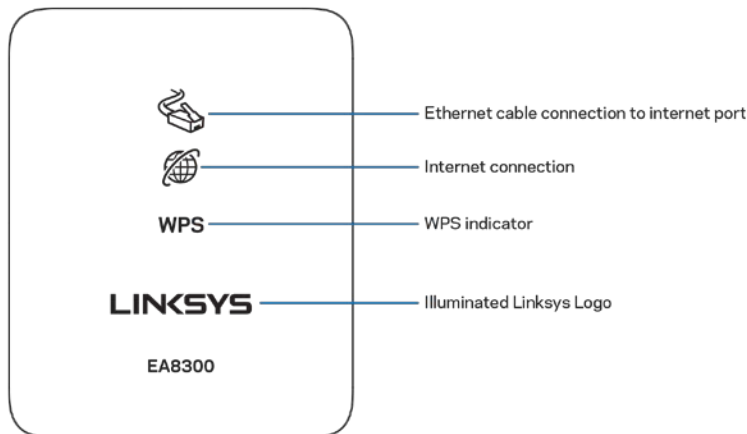 Ethernet cable connection to internet port
Internet connection
WPS
WPS indicator
LINKSYS
Illuminated Linksys Logo
EA8300